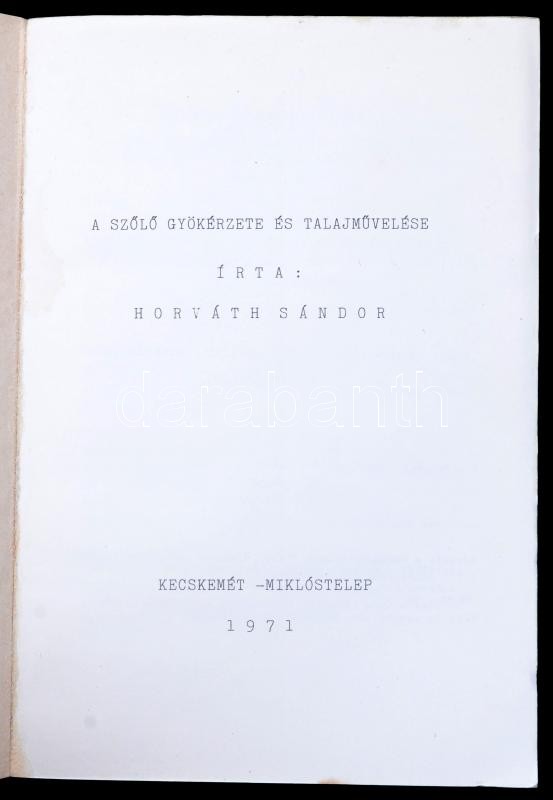 A SZŐLŐ GYÖKÉRZETE ÉS TALAJMŰVELÉSE
ÍRTA:
HORVÁTH SÁNDOR
darabanth
KECSKEMÉT -MIKLÓSTELEP
1971